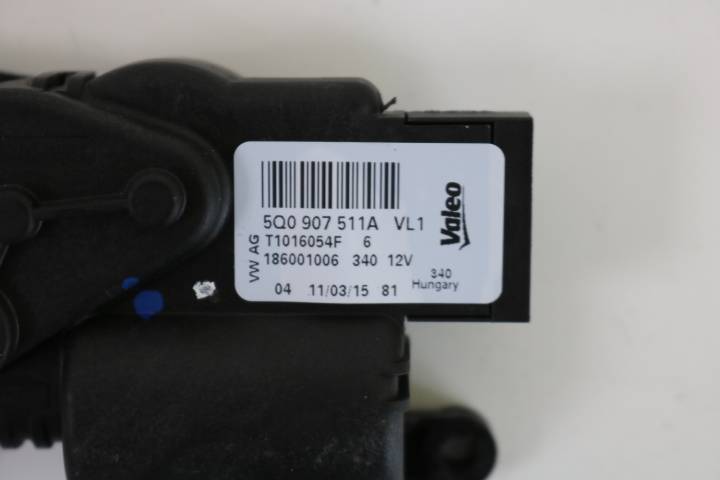 5Q0 907 511A VL1
VW AG
T1016054F 6
186001006 340 12V
04 11/03/15 81
Valeo
340
Hungary